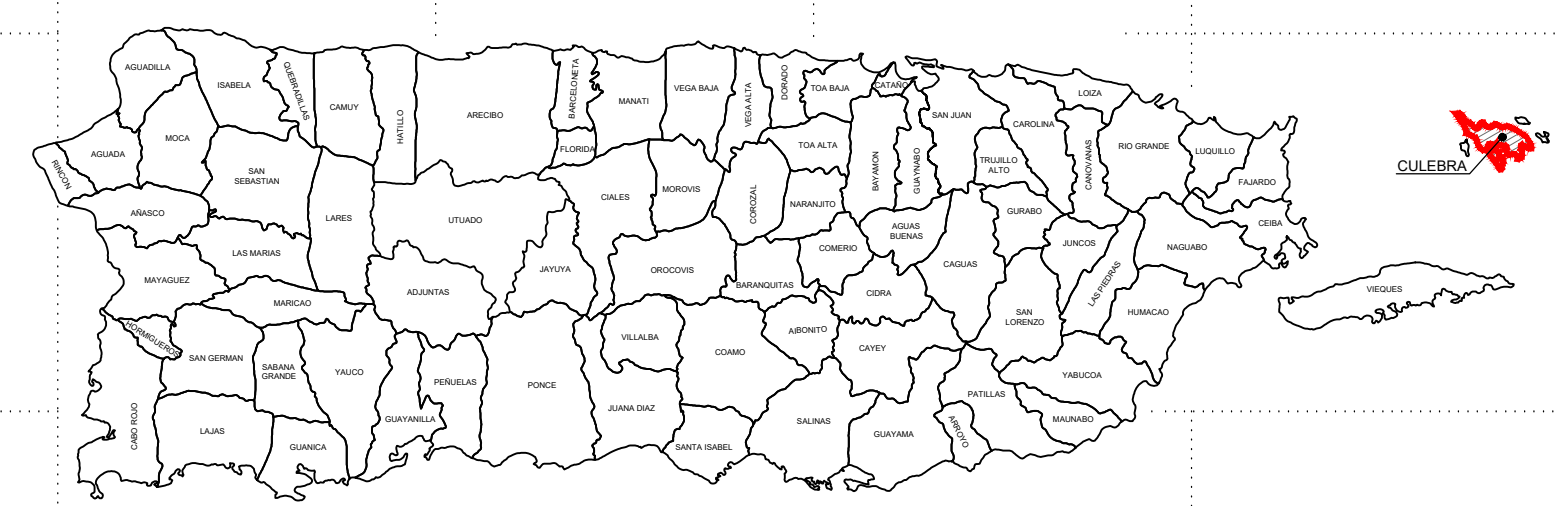 AGUADILLA
ISABELA
QUEBRADILLAS
CAMUY
HATILLO
ARECIBO
BARCELONETA
MANATI
VEGA BAJA
VEGA ALTA
DORADO
TOA BAJA
CATAÑO
SAN JUAN
LOIZA
CAROLINA
RIO GRANDE
LUQUILLO
FAJARDO
CULEBRA
RINCON
AGUADA
MOCA
SAN
SEBASTIAN
FLORIDA
CIALES
MOROVIS
COROZAL
TOA ALTA
NARANJITO
BAYAMON
GUAYNABO
TRUJILLO
ALTO
CANOVANAS
AÑASCO
LAS MARIAS
LARES
UTUADO
JAYUYA
OROCOVIS
BARANQUITAS
COMERIO
AGUAS
BUENAS
CAGUAS
GURABO
JUNCOS
LAS PIEDRAS
NAGUABO
CEIBA
VIEQUES
MAYAGUEZ
MARICAO
ADJUNTAS
CIDRA
SAN
LORENZO
HUMACAO
HORMIGUEROS
SAN GERMAN
SABANA
GRANDE
YAUCO
GUAYANILLA
PEÑUELAS
PONCE
VILLALBA
JUANA DIAZ
COAMO
AIBONITO
CAYEY
YABUCOA
PATILLAS
MAUNABO
CABO ROJO
LAJAS
GUANICA
SANTA ISABEL
SALINAS
GUAYAMA
ARROYO